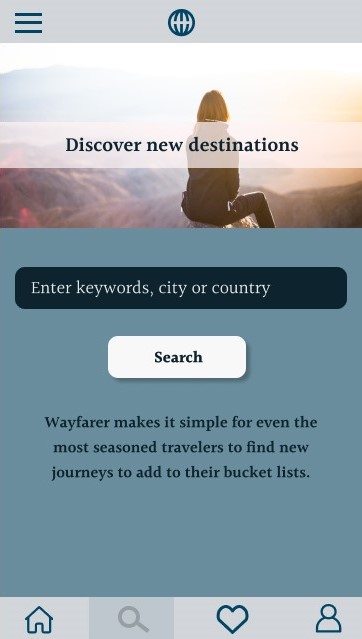 Discover new destinations
Enter keywords, city or country
Search
Wayfarer makes it simple for even the
most seasoned travelers to find new
journeys to add to their bucket lists.